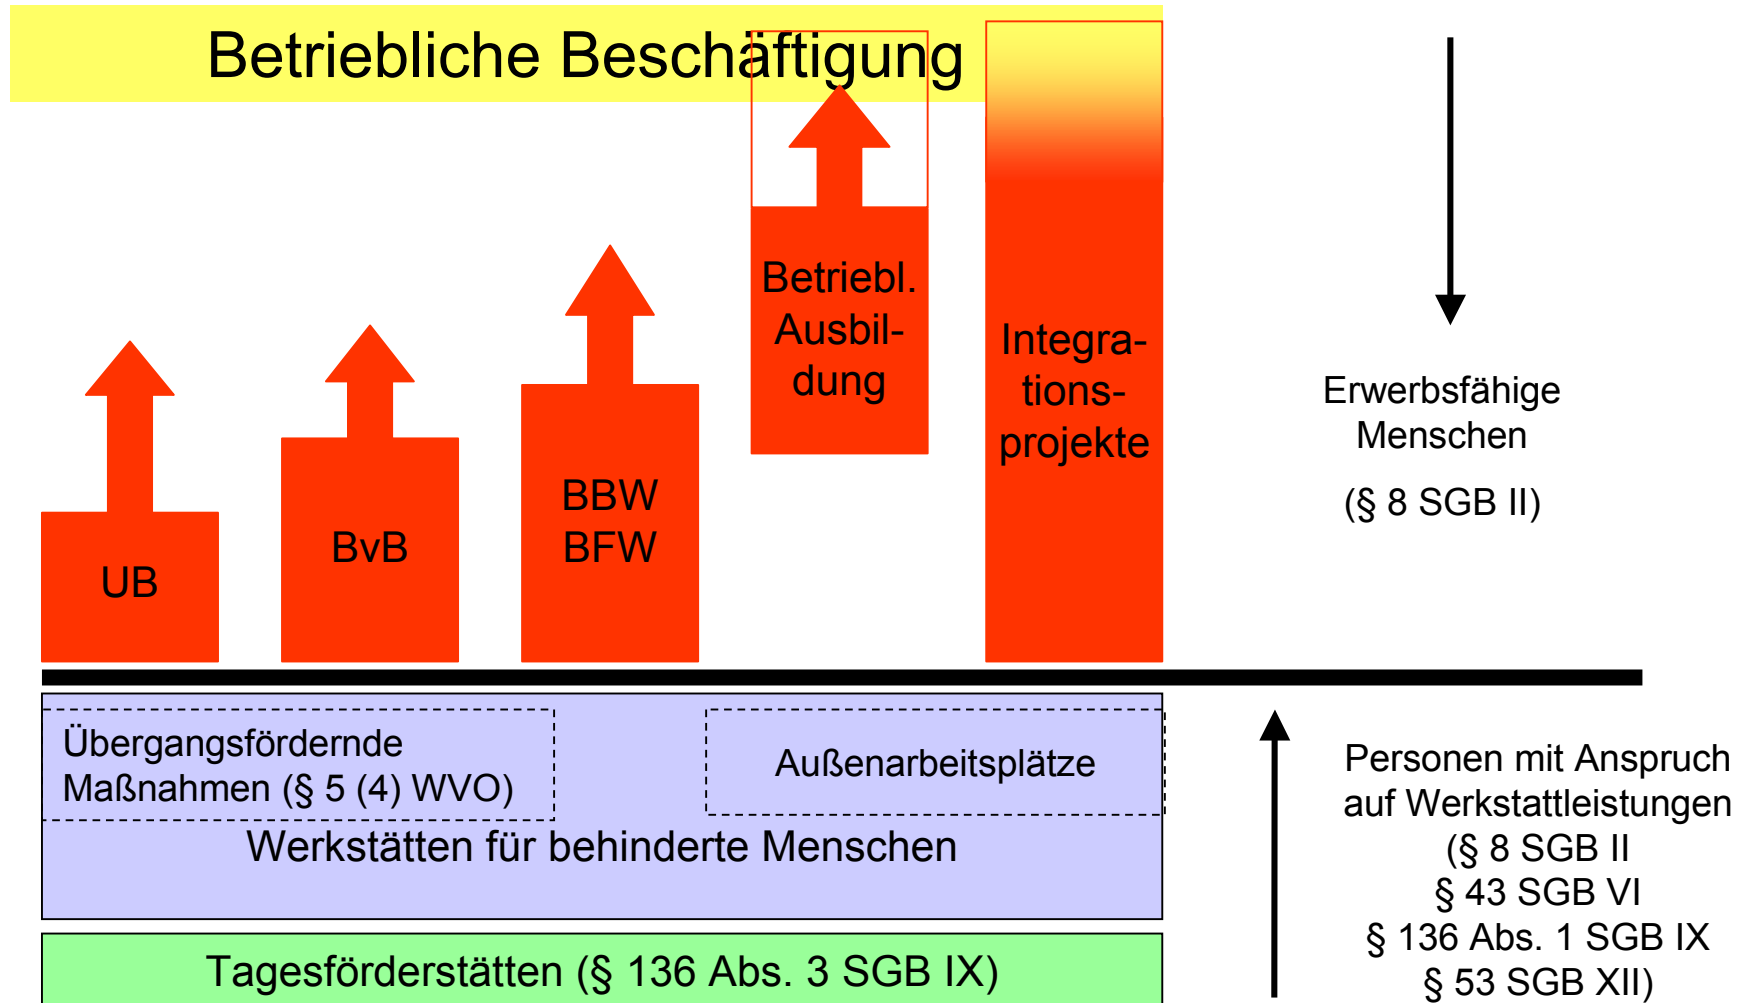 Betriebliche Beschäftigung
Betriebl.
Ausbil-
dung
Integra-
tions-
projekte
Erwerbsfähige
Menschen
(§ 8 SGB II)
BBW
BFW
BvB
UB
Übergangsfördernde
Maßnahmen (§ 5 (4) WVO)
Außenarbeitsplätze
Werkstätten für behinderte Menschen
Personen mit Anspruch
auf Werkstattleistungen
(§ 8 SGB II
§ 43 SGB VI
§ 136 Abs. 1 SGB IX
§ 53 SGB XII)
Tagesförderstätten (§ 136 Abs. 3 SGB IX)